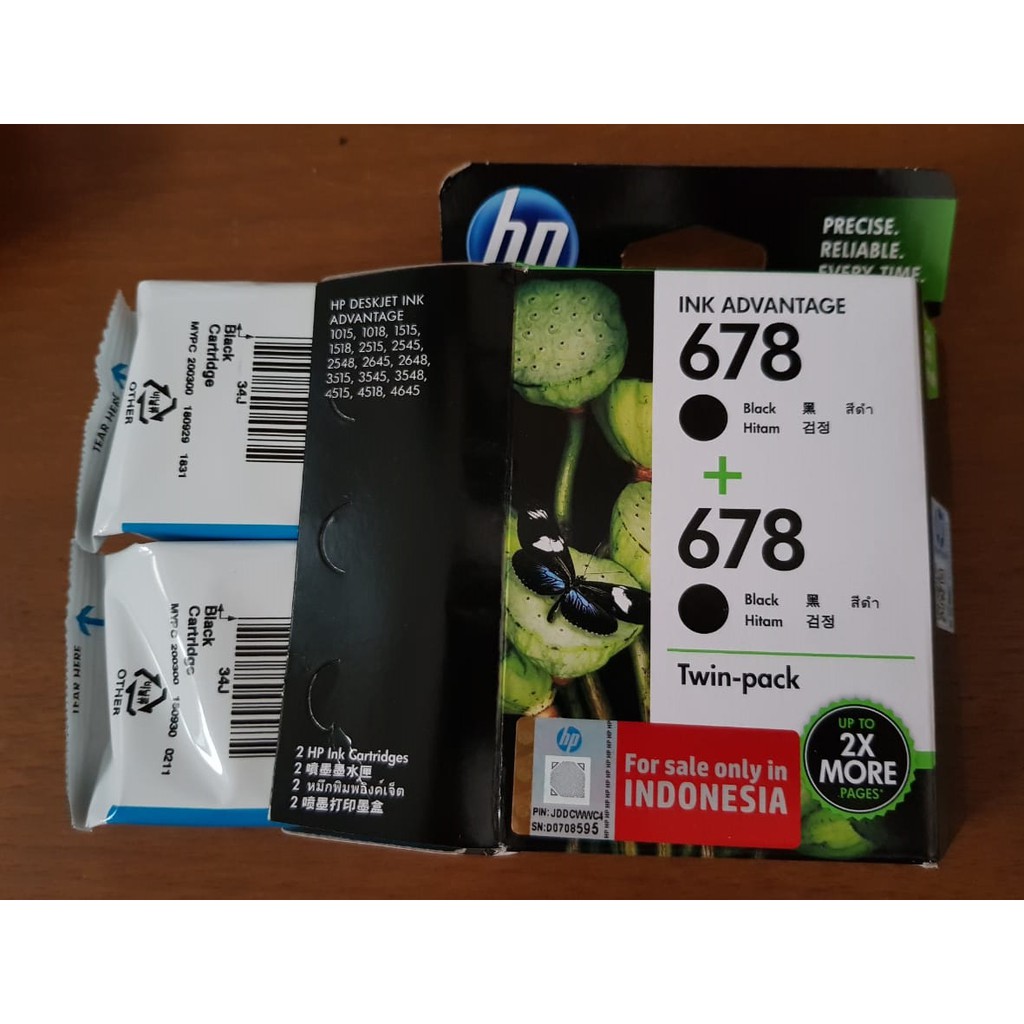 hp
PRECISE.
RELIABLE.
EVERY TIME.
HP DESKJET INK
ADVANTAGE
1015, 1018, 1515,
1518, 2515, 2545,
2548, 2645, 2648,
3515, 3545, 3548,
4515, 4518, 4645
INK ADVANTAGE
678
Black 黑 สีดำ
Hitam 검정
+
678
Black 黑 สีดำ
Hitam 검정
Twin-pack
UP TO
2X
MORE
PAGES*
hp
For sale only in
INDONESIA
PIN: JDDCWWC4
SN:D0708595
2 HP Ink Cartridges
2 噴墨墨水匣
2 หมึกพิมพ์อิงค์เจ็ต
2 喷墨打印墨盒
Black
Cartridge
34J
MYPC 200300 180929 1831
OTHER
TEAR HERE
Black
Cartridge
34J
MYPC 200300 180930 0211
OTHER
TEAR HERE